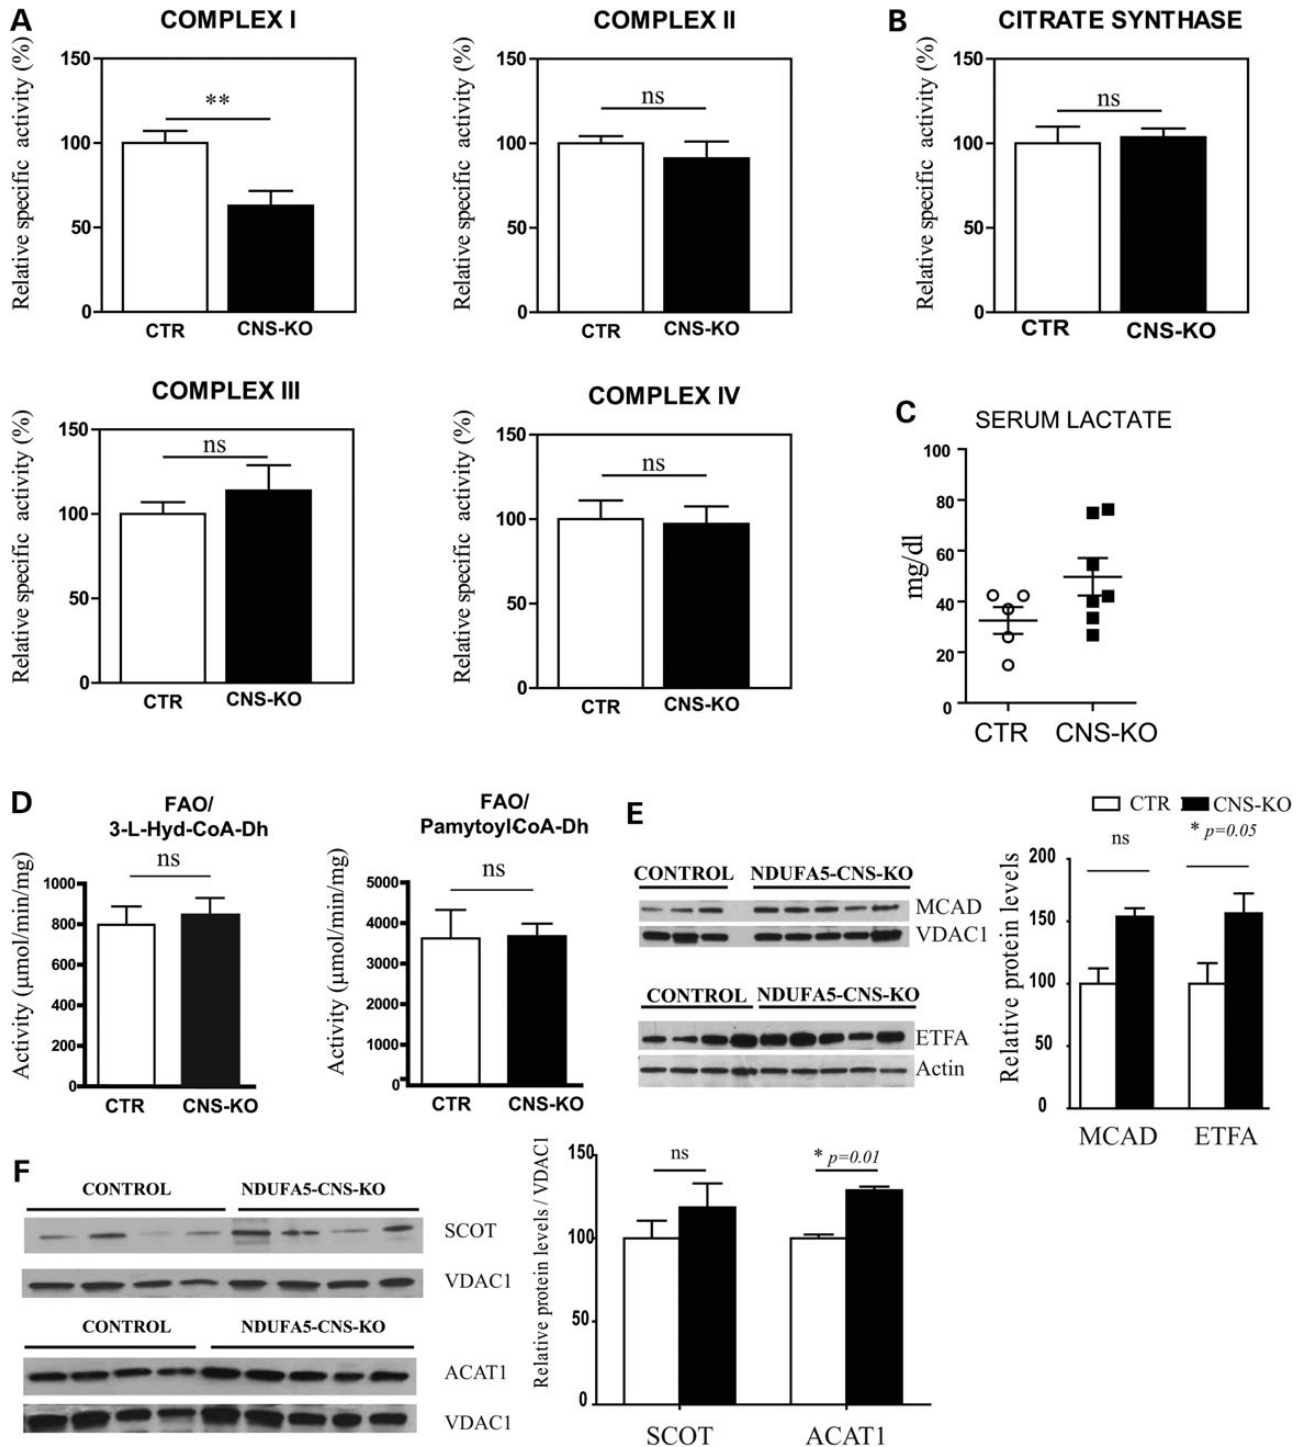 A
COMPLEX I
Relative specific activity (%)
150
100
50
0
**
CTR
CNS-KO
COMPLEX II
Relative specific activity (%)
150
100
50
0
ns
CTR
CNS-KO
B
CITRATE SYNTHASE
Relative specific activity (%)
150
100
50
0
ns
CTR
CNS-KO
COMPLEX III
Relative specific activity (%)
150
100
50
0
ns
CTR
CNS-KO
COMPLEX IV
Relative specific activity (%)
150
100
50
0
ns
CTR
CNS-KO
C
SERUM LACTATE
mg/dl
100
80
60
40
20
0
CTR
CNS-KO
D
FAO/
3-L-Hyd-CoA-Dh
Activity (µmol/min/mg)
1000
800
600
400
200
0
ns
CTR
CNS-KO
FAO/
Pamytoyl-CoA-Dh
Activity (µmol/min/mg)
5000
4000
3000
2000
1000
0
ns
CTR
CNS-KO
E
CONTROL NDUFA5-CNS-KO
MCAD
VDAC1
CONTROL NDUFA5-CNS-KO
ETFA
Actin
CTR CNS-KO
ns
* p=0.05
Relative protein levels
200
150
100
50
0
MCAD
ETFA
F
CONTROL NDUFA5-CNS-KO
SCOT
VDAC1
CONTROL NDUFA5-CNS-KO
ACAT1
VDAC1
Relative protein levels / VDAC1
150
100
50
0
ns
* p=0.01
SCOT
ACAT1